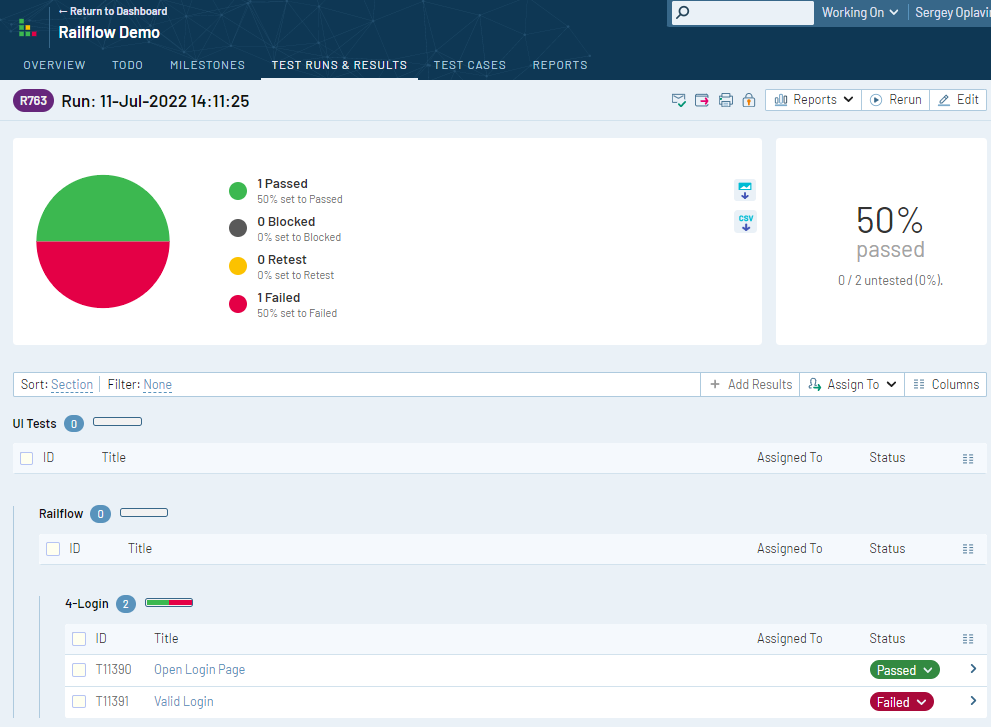 ← Return to Dashboard
Railflow Demo
Working On
Sergey Oplavin
OVERVIEW TODO MILESTONES TEST RUNS & RESULTS TEST CASES REPORTS
R763 Run: 11-Jul-2022 14:11:25
Reports Rerun Edit
1 Passed
50% set to Passed
0 Blocked
0% set to Blocked
0 Retest
0% set to Retest
1 Failed
50% set to Failed
CSV
50%
passed
0 / 2 untested (0%).
Sort: Section Filter: None + Add Results Assign To Columns
UI Tests 0
ID Title Assigned To Status
Railflow 0
ID Title Assigned To Status
4-Login 2
ID Title Assigned To Status
T11390 Open Login Page Passed
T11391 Valid Login Failed